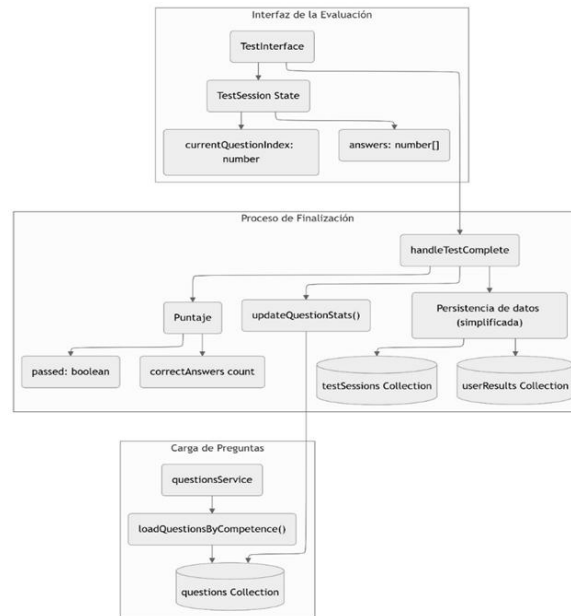 Interfaz de la Evaluación
TestInterface
TestSession State
currentQuestionIndex:
number
answers: number[]
Proceso de Finalización
handleTestComplete
Puntaje
updateQuestionStats()
Persistencia de datos
(simplificada)
passed: boolean
correctAnswers count
testSessions Collection
userResults Collection
Carga de Preguntas
questionsService
loadQuestionsByCompetence()
questions Collection